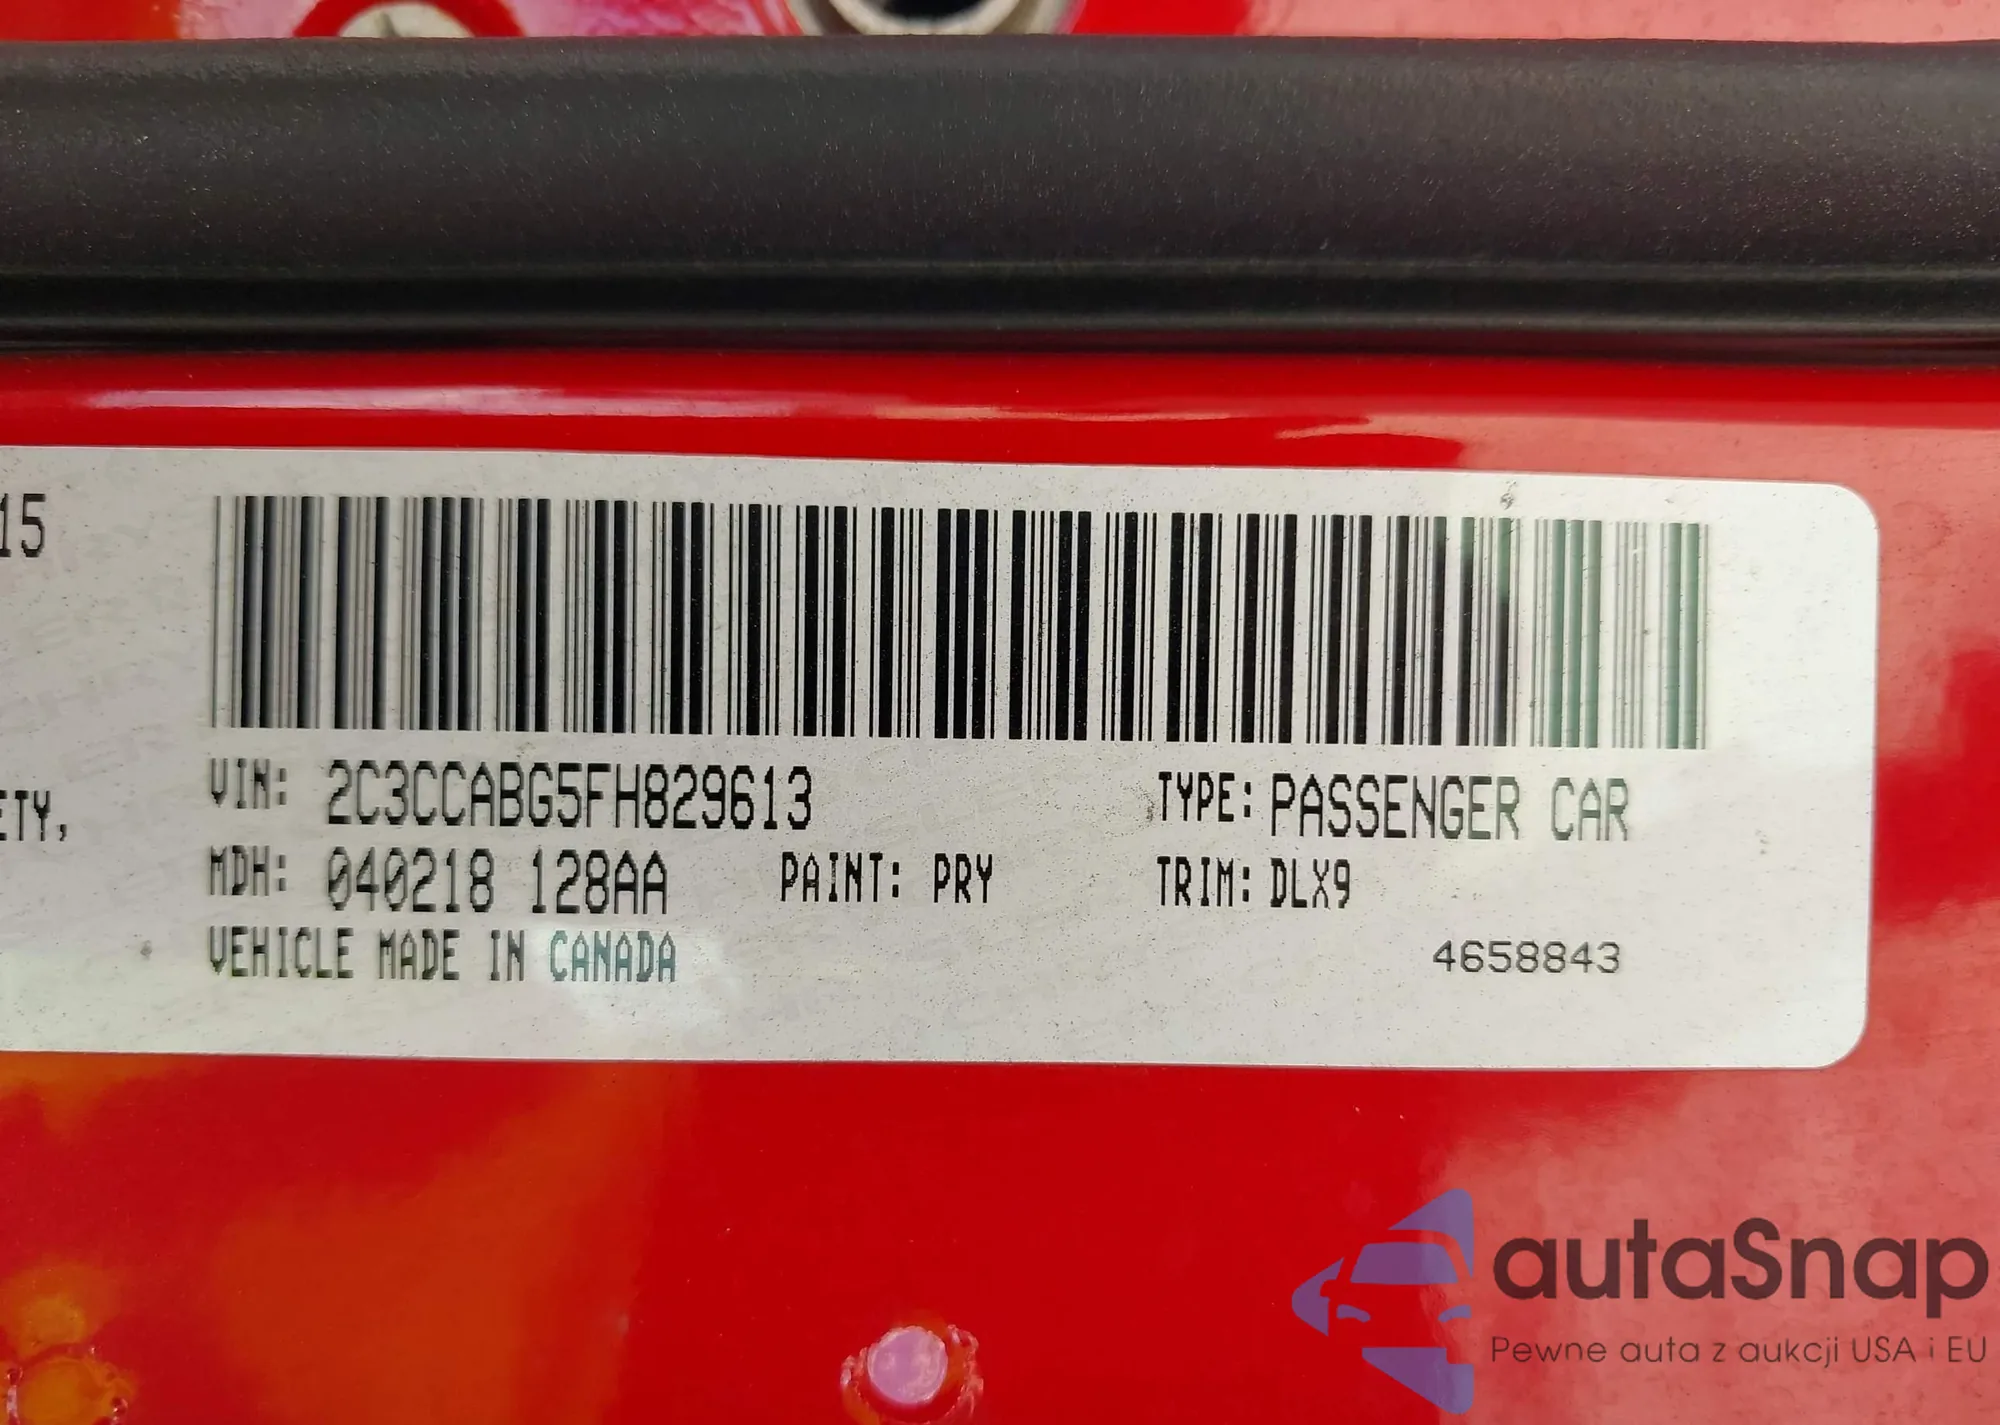 15
ETY,
VIN: 2C3CCABG5FH829613 TYPE: PASSENGER CAR
MDH: 040218 128AA PAINT: PRY TRIM: DLX9
VEHICLE MADE IN CANADA 4658843
autaSnap
Pewne auta z aukcji USA i EU